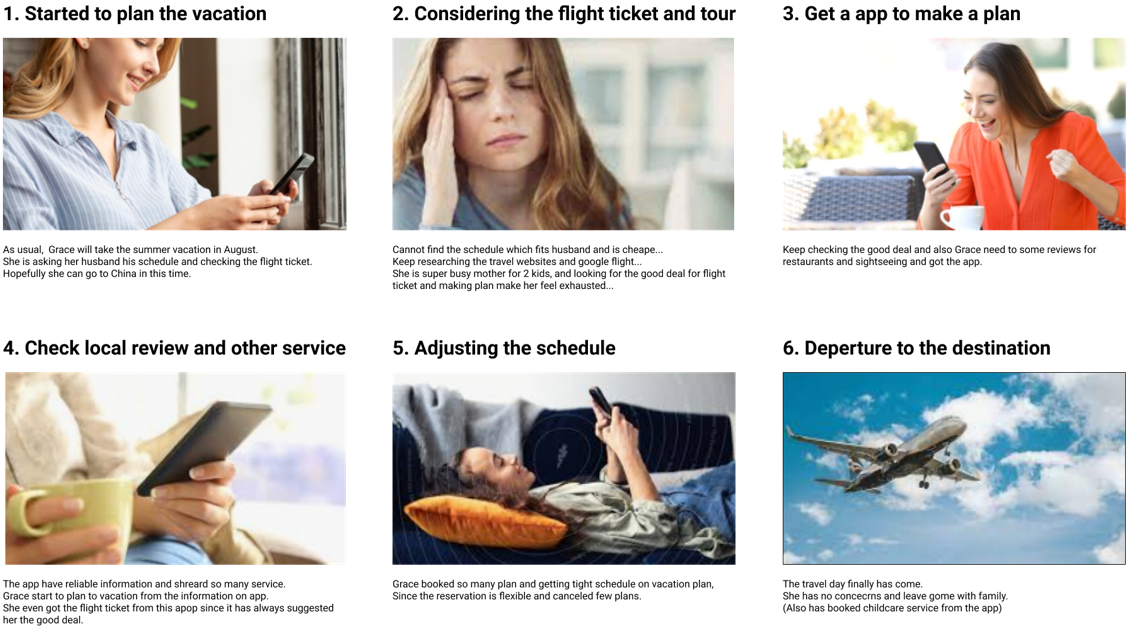 1. Started to plan the vacation
As usual, Grace will take the summer vacation in August.
She is asking her husband his schedule and checking the flight ticket.
Hopefully she can go to China in this time.
2. Considering the flight ticket and tour
Cannot find the schedule which fits husband and is cheape...
Keep researching the travel websites and google flight...
She is super busy mother for 2 kids, and looking for the good deal for flight
ticket and making plan make her feel exhausted...
3. Get a app to make a plan
Keep checking the good deal and also Grace need to some reviews for
restaurants and sightseeing and got the app.
4. Check local review and other service
The app have reliable information and shreard so many service.
Grace start to plan to vacation from the information on app.
She even got the flight ticket from this apop since it has always suggested
her the good deal.
5. Adjusting the schedule
Grace booked so many plan and getting tight schedule on vacation plan,
Since the reservation is flexible and canceled few plans.
6. Deperture to the destination
The travel day finally has come.
She has no concecrns and leave gome with family.
(Also has booked childcare service from the app)